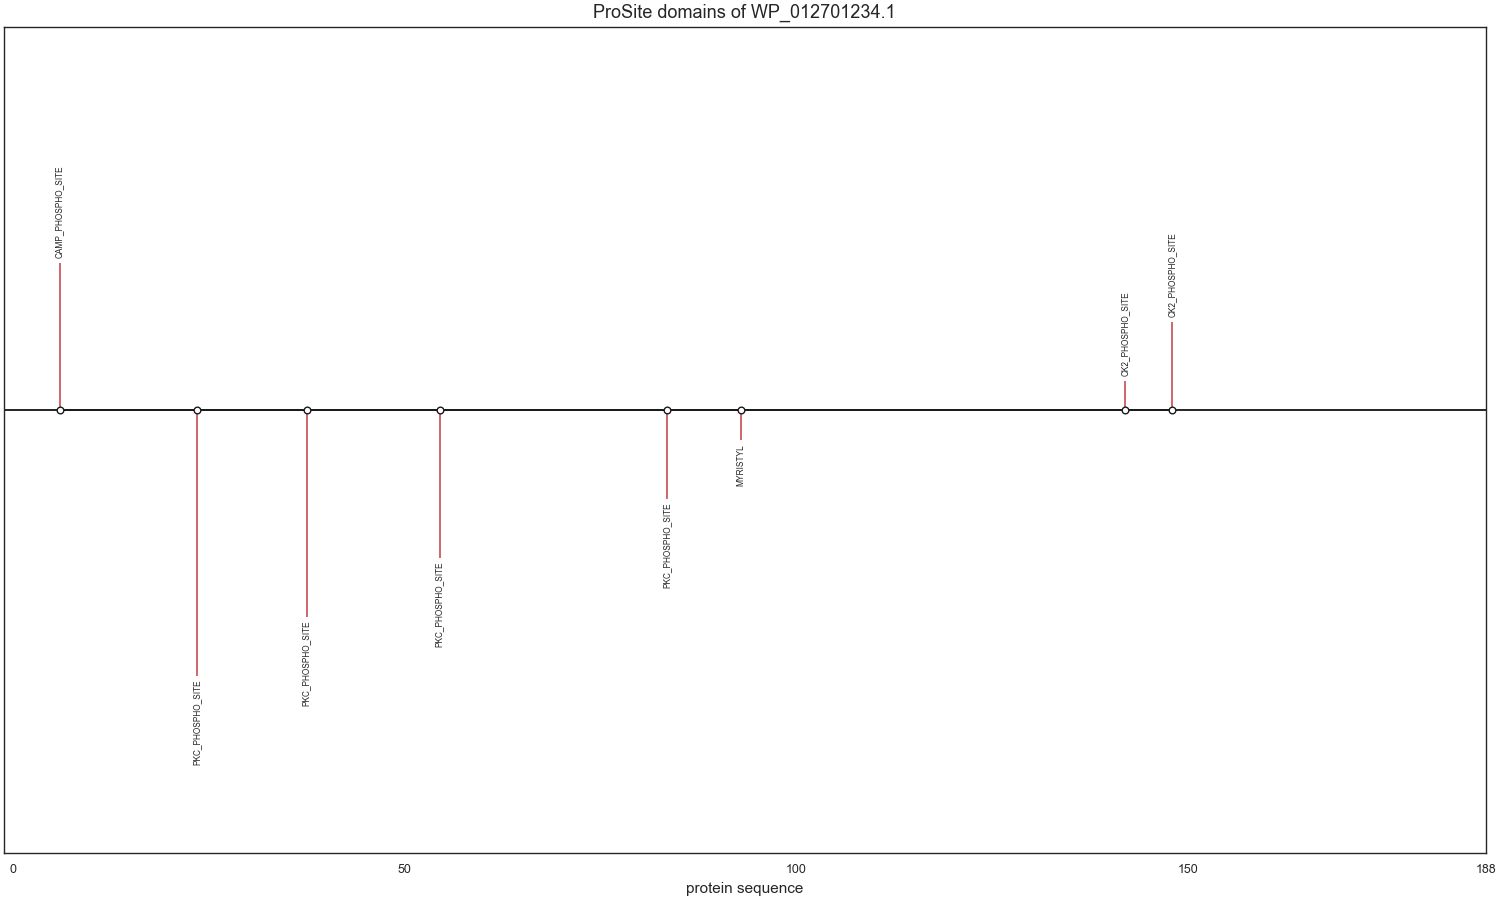 ProSite domains of WP_012701234.1
CAMP_PHOSPHO_SITE
PKC_PHOSPHO_SITE
PKC_PHOSPHO_SITE
PKC_PHOSPHO_SITE
PKC_PHOSPHO_SITE
MYRISTYL
CK2_PHOSPHO_SITE
CK2_PHOSPHO_SITE
0 50 100 150 188
protein sequence